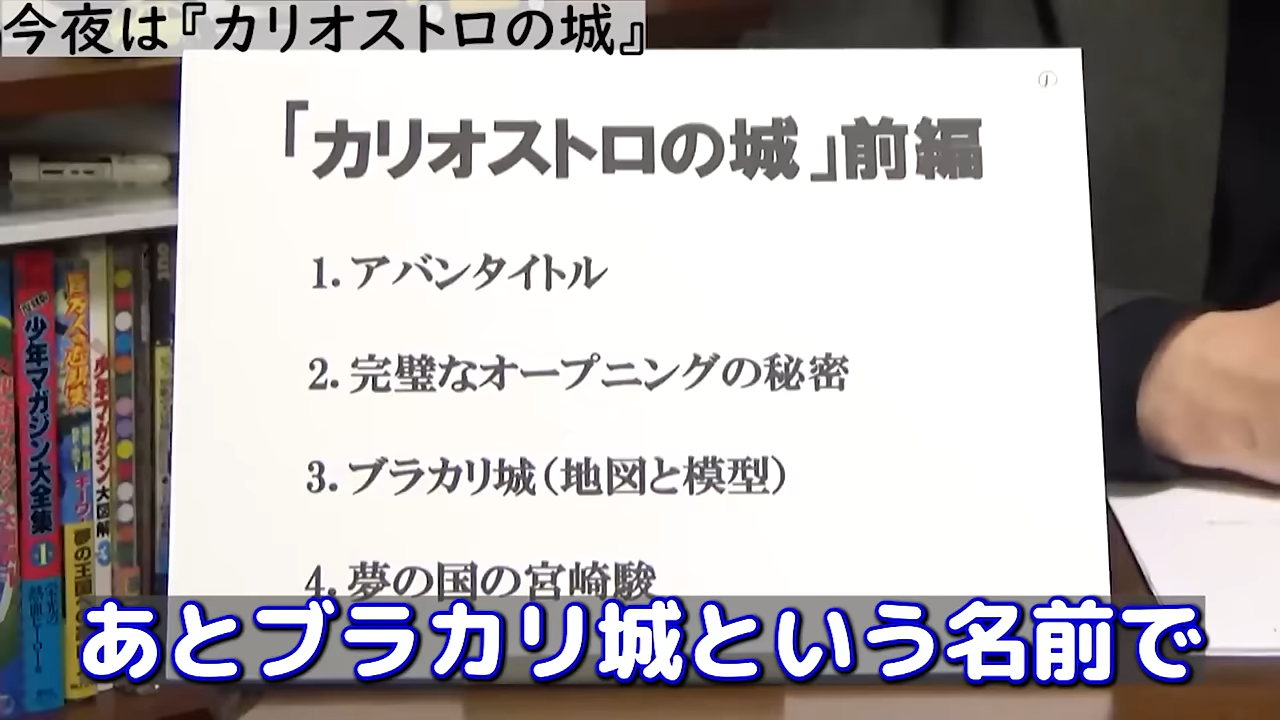 今夜は『カリオストロの城』
「カリオストロの城」前編
1. アバンタイトル
2. 完璧なオープニングの秘密
3. ブラカリ城(地図と模型)
4. 夢の国の宮崎駿
あとブラカリ城という名前で
少年マガジン大全集
1
少年マガジン大図解
3
OUT